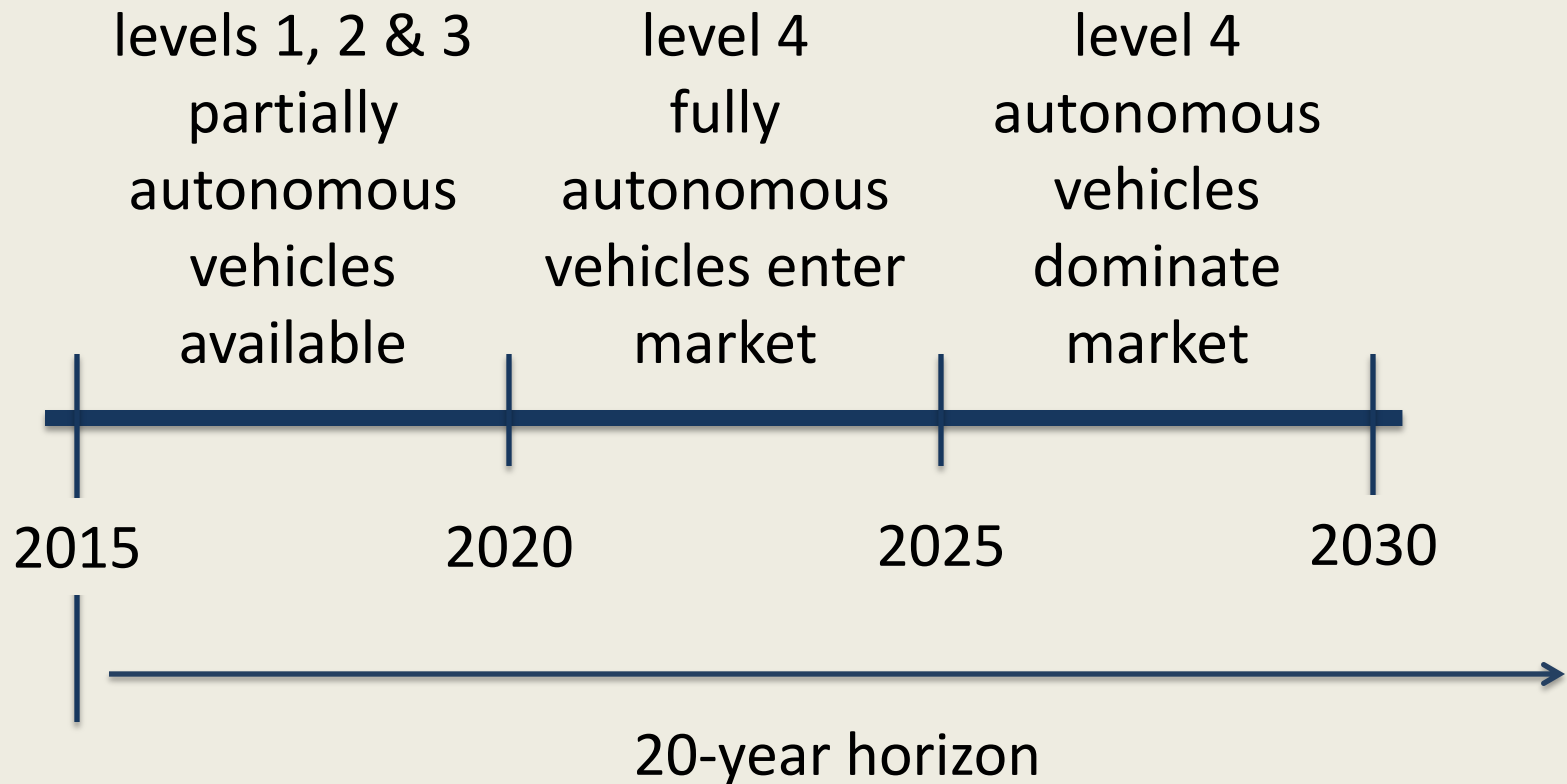 levels 1, 2 & 3
partially
autonomous
vehicles
available
level 4
fully
autonomous
vehicles enter
market
level 4
autonomous
vehicles
dominate
market
2015
2020
2025
2030
20-year horizon